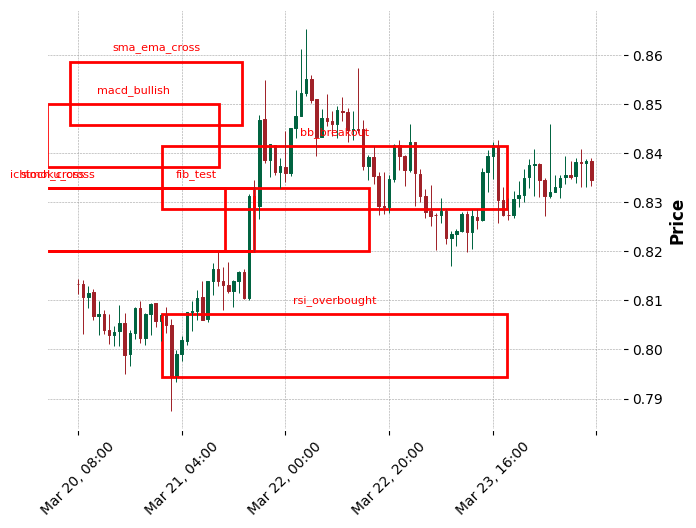 sma_ema_cross
macd_bullish
bb_breakout
stoch_cross
fib_test
rsi_overbought
0.86
0.85
0.84
0.83
0.82
0.81
0.80
0.79
Price
Mar 20, 08:00
Mar 21, 04:00
Mar 22, 00:00
Mar 22, 20:00
Mar 23, 16:00